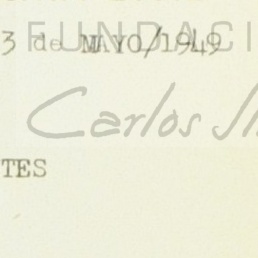 FUNDACI
3 de MAYO/1949
Carlos
TES